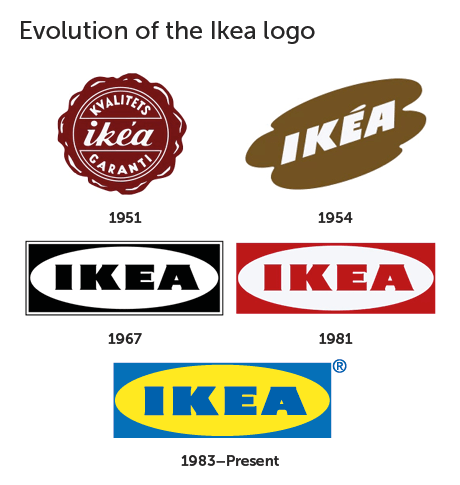 Evolution of the Ikea logo
KVALITETS
ikéa
GARANTI
1951
IKÉA
1954
IKEA
1967
IKEA
1981
IKEA ®
1983–Present